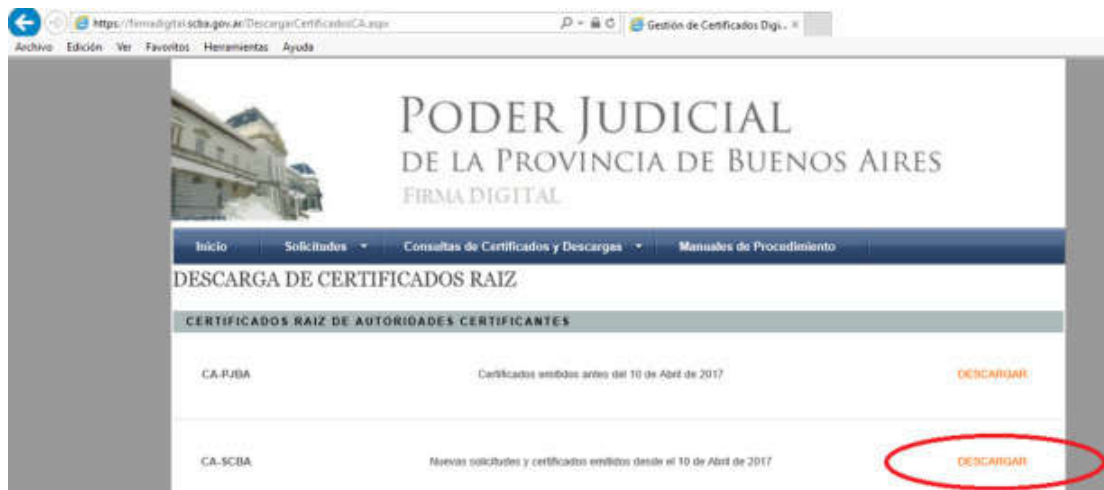 https://firmadigital.scba.gov.ar/DescargarCertificadosCA.aspx
Gestión de Certificados Digi...
Archivo Edición Ver Favoritos Herramientas Ayuda
PODER JUDICIAL
DE LA PROVINCIA DE BUENOS AIRES
FIRMA DIGITAL
Inicio Solicitudes Consultas de Certificados y Descargas Manuales de Procedimiento
DESCARGA DE CERTIFICADOS RAIZ
CERTIFICADOS RAIZ DE AUTORIDADES CERTIFICANTES
CA-PJBA Certificados emitidos antes del 10 de Abril de 2017 DESCARGAR
CA-SCBA Nuevas solicitudes y certificados emitidos desde el 10 de Abril de 2017 DESCARGAR